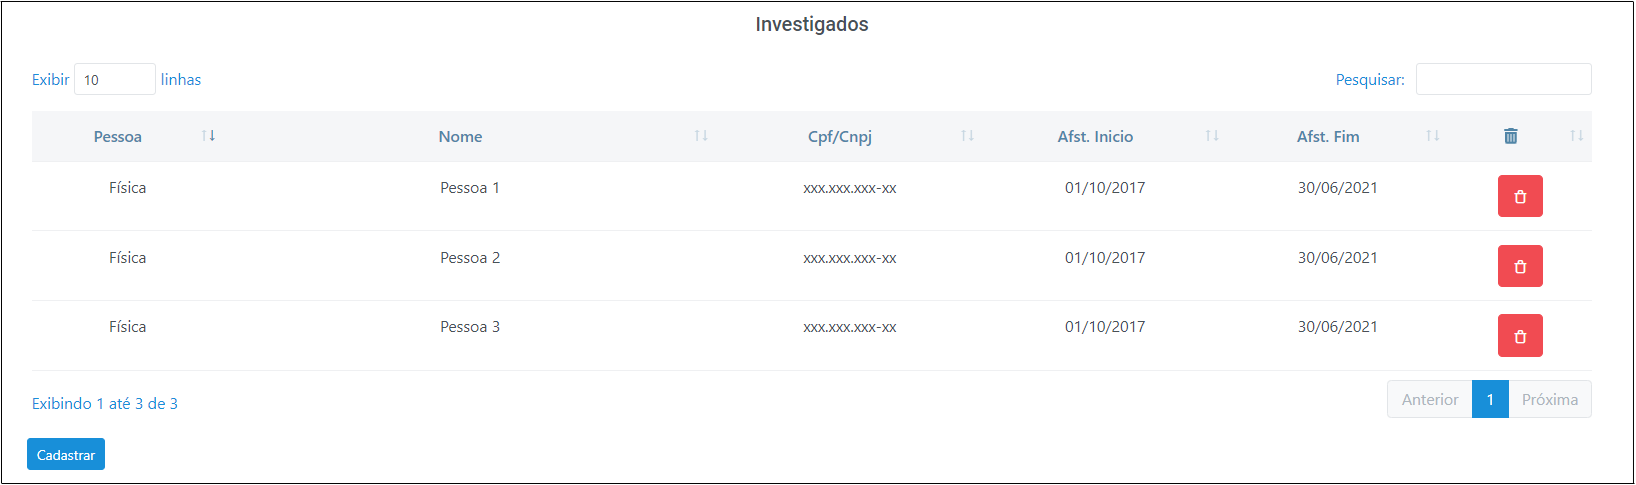 Investigados
Exibir 10 linhas Pesquisar:
Pessoa Nome Cpf/Cnpj Afst. Inicio Afst. Fim
Física Pessoa 1 xxx.xxx.xxx-xx 01/10/2017 30/06/2021
Física Pessoa 2 xxx.xxx.xxx-xx 01/10/2017 30/06/2021
Física Pessoa 3 xxx.xxx.xxx-xx 01/10/2017 30/06/2021
Exibindo 1 até 3 de 3 Anterior 1 Próxima
Cadastrar